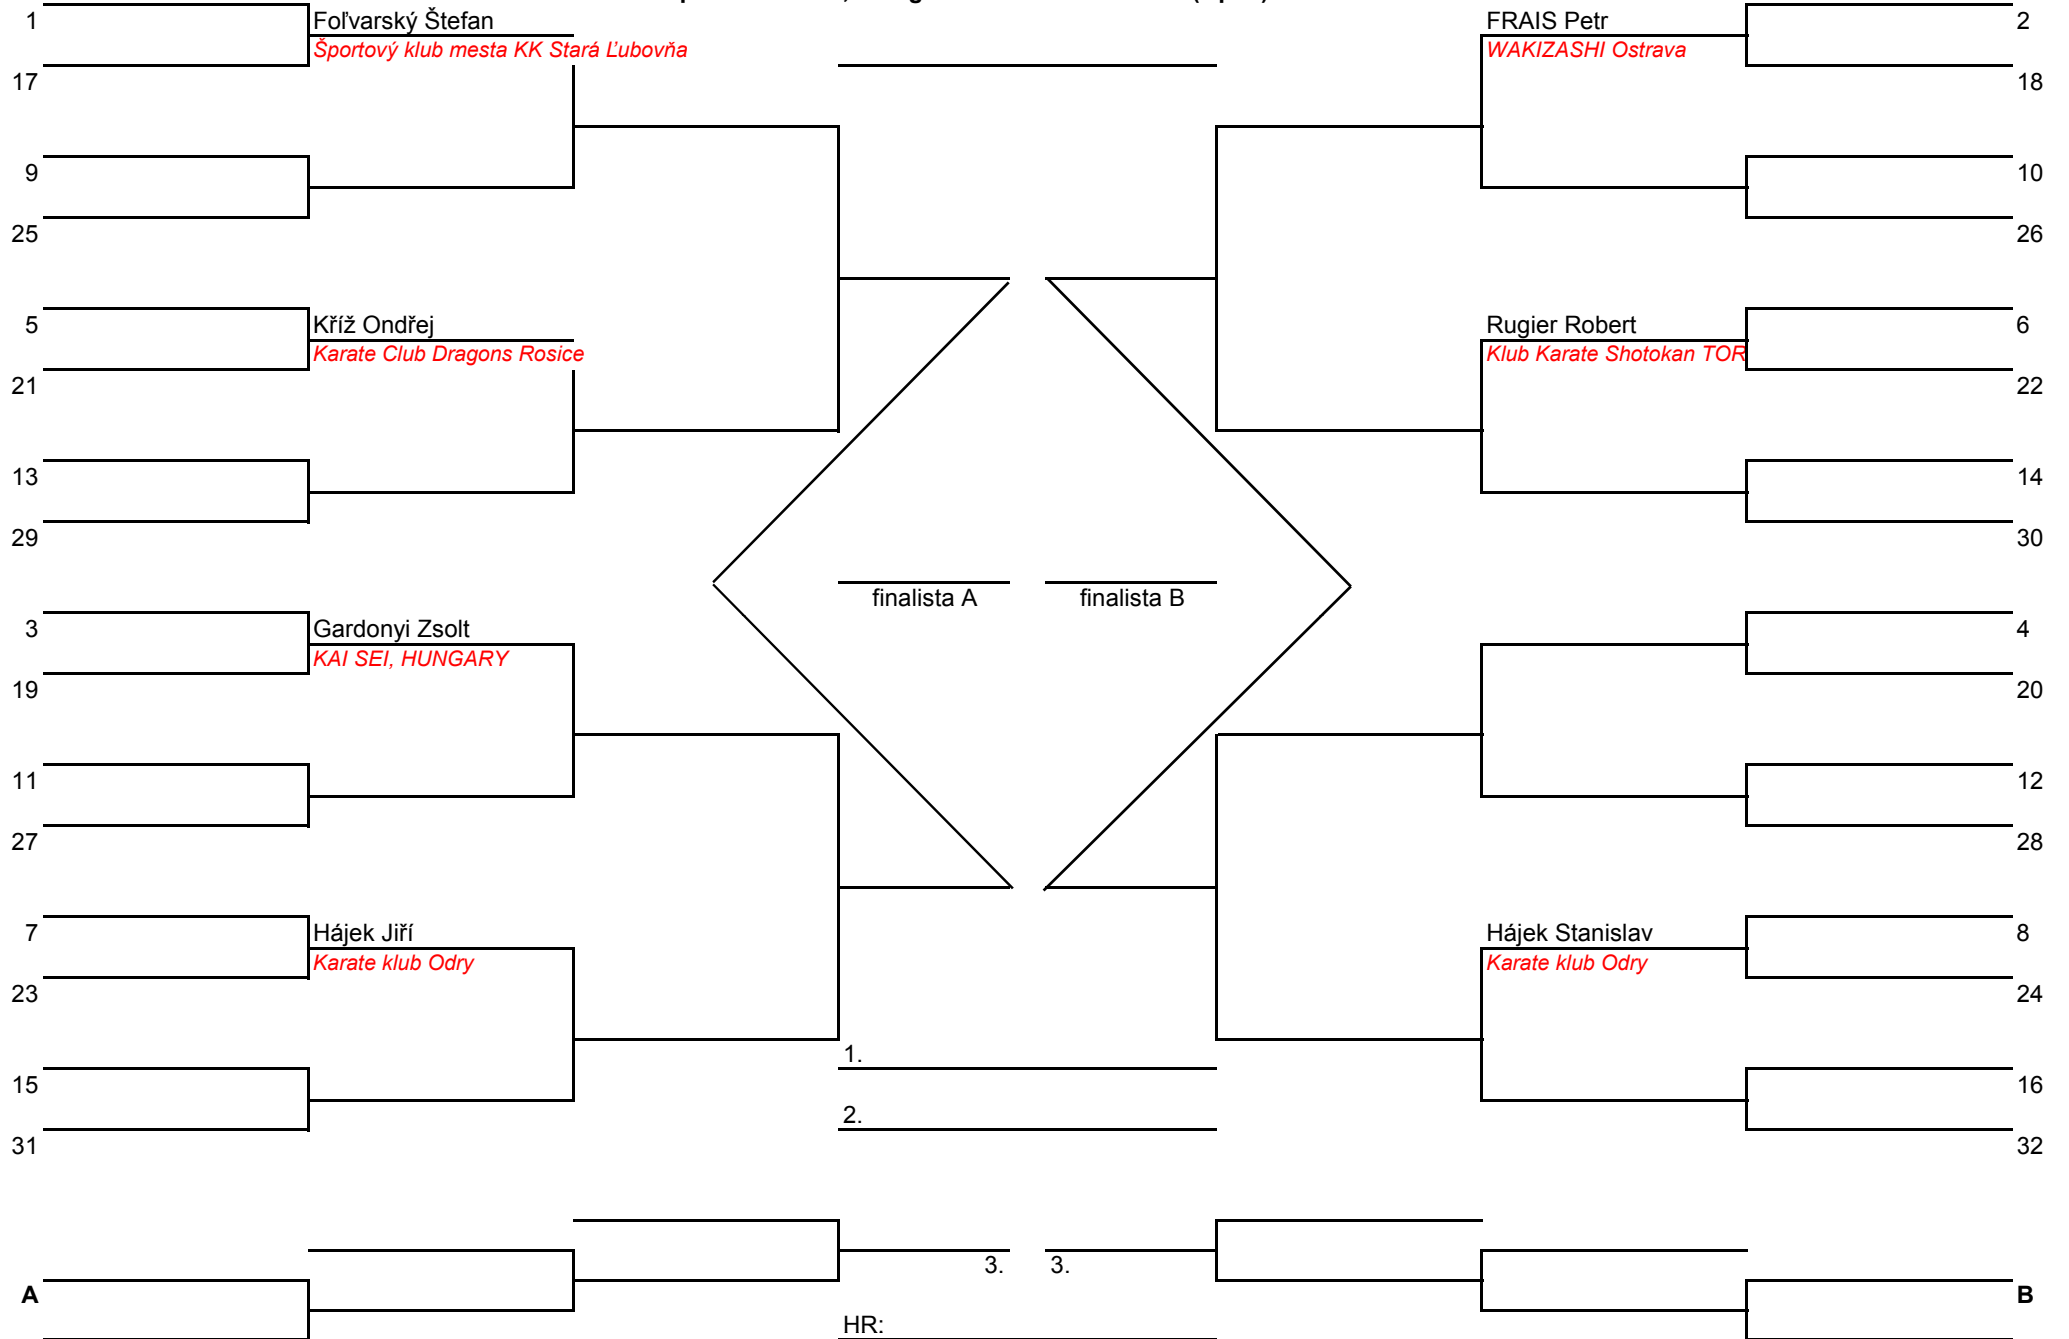 1
Foľvarský Štefan
FRAIS Petr
2
Športový klub mesta KK Stará Ľubovňa
WAKIZASHI Ostrava
17
18
9
10
25
26
5
Kříž Ondřej
Rugier Robert
6
Karate Club Dragons Rosice
Klub Karate Shotokan TOR
21
22
13
14
29
30
finalista A
finalista B
3
Gardonyi Zsolt
4
KAI SEI, HUNGARY
19
20
11
12
27
28
7
Hájek Jiří
Hájek Stanislav
8
Karate klub Odry
Karate klub Odry
23
24
1.
15
16
2.
31
32
3.
3.
A
B
HR: